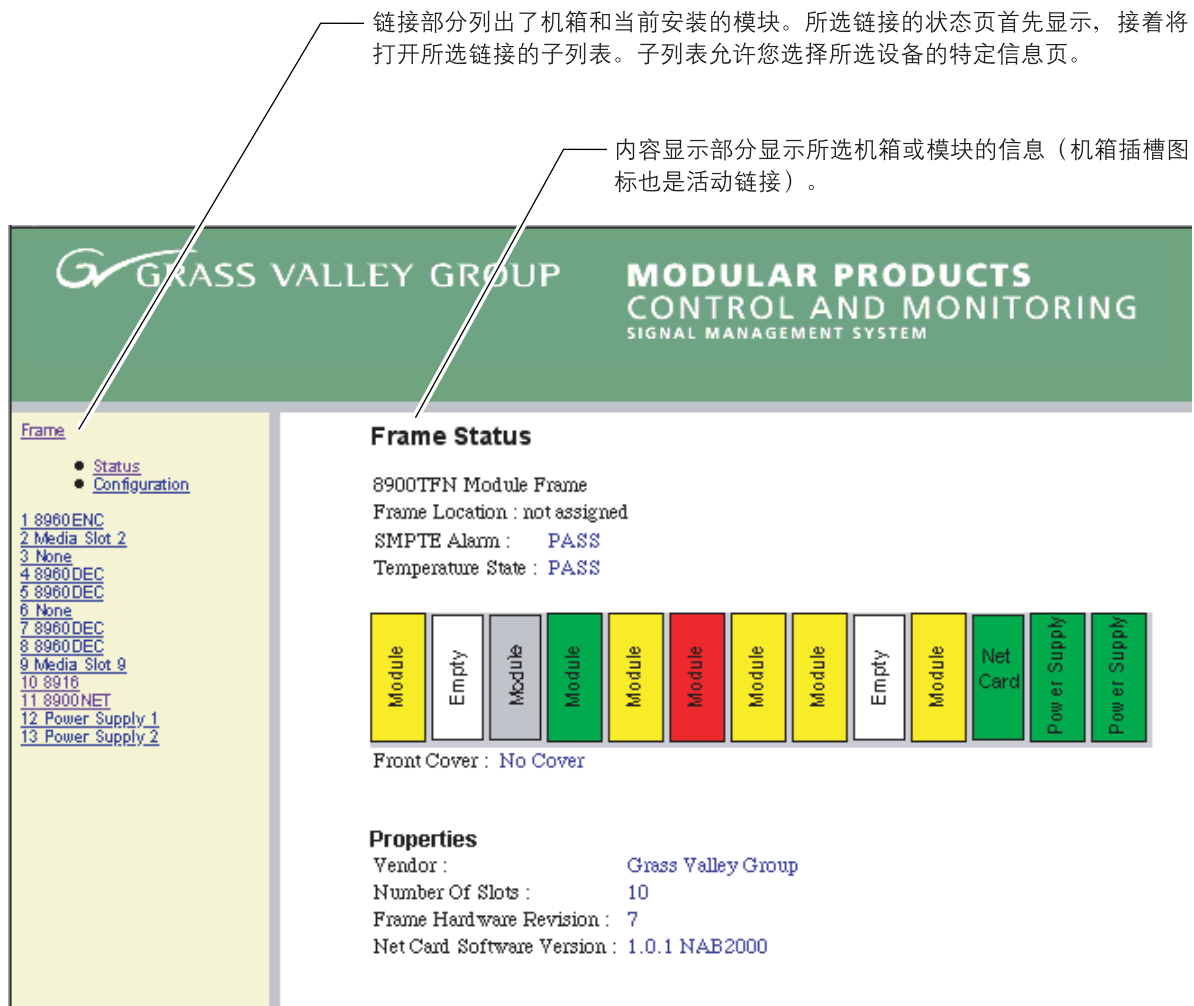 链接部分列出了机箱和当前安装的模块。所选链接的状态页首先显示，接着将
打开所选链接的子列表。子列表允许您选择所选设备的特定信息页。
内容显示部分显示所选机箱或模块的信息（机箱插槽图
标也是活动链接）。
GRASS VALLEY GROUP
MODULAR PRODUCTS
CONTROL AND MONITORING
SIGNAL MANAGEMENT SYSTEM
Frame
Status
Configuration
1 8960ENC
2 Media Slot 2
3 None
4 8960DEC
5 8960DEC
6 None
7 8960DEC
8 8960DEC
9 Media Slot 9
10 8916
11 8900NET
12 Power Supply 1
13 Power Supply 2
Frame Status
8900TFN Module Frame
Frame Location : not assigned
SMPTE Alarm : PASS
Temperature State : PASS
Module
Empty
Module
Module
Module
Module
Module
Module
Empty
Module
Net
Card
Power Supply
Power Supply
Front Cover : No Cover
Properties
Vendor : Grass Valley Group
Number Of Slots : 10
Frame Hardware Revision : 7
Net Card Software Version : 1.0.1 NAB2000